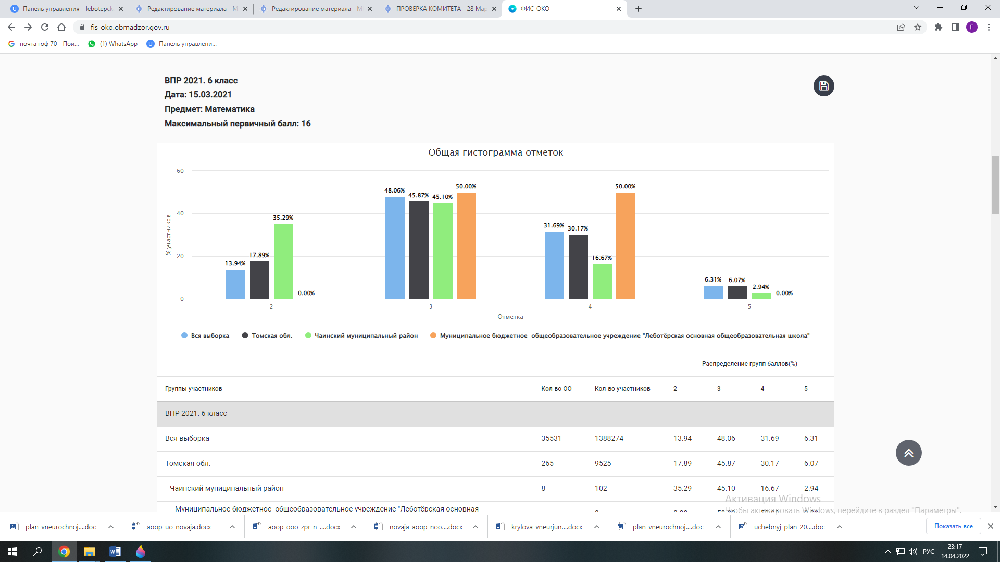 Панель управления – lebotepck
Редактирование материала - М
Редактирование материала - М
ПРОВЕРКА КОМИТЕТА - 28 Мар
ФИС-ОКО
fis-oko.obrnadzor.gov.ru
Г
почта гоф 70 - Пои...
(1) WhatsApp
Панель управлени...
ВПР 2021. 6 класс
Дата: 15.03.2021
Предмет: Математика
Максимальный первичный балл: 16
Общая гистограмма отметок
% участников
60
40
20
0
13.94%
17.89%
35.29%
0.00%
48.06%
45.87%
45.10%
50.00%
31.69%
30.17%
16.67%
50.00%
6.31%
6.07%
2.94%
0.00%
2
3
4
5
Отметка
Вся выборка
Томская обл.
Чаинский муниципальный район
Муниципальное бюджетное общеобразовательное учреждение "Леботёрская основная общеобразовательная школа"
Распределение групп баллов(%)
Группы участников Кол-во ОО Кол-во участников 2 3 4 5
ВПР 2021. 6 класс
Вся выборка 35531 1388274 13.94 48.06 31.69 6.31
Томская обл. 265 9525 17.89 45.87 30.17 6.07
Чаинский муниципальный район 8 102 35.29 45.10 16.67 2.94
Муниципальное бюджетное общеобразовательное учреждение "Леботёрская основная
Активация Windows
Чтобы активировать Windows, перейдите в раздел "Параметры".
plan_vneurochnoj....doc
aoop_uo_novaja.docx
aoop-ooo-zpr-n_....docx
novaja_aoop_noo....docx
krylova_vneurjun....docx
plan_vneurochnoj....doc
uchebnyj_plan_20....doc
Показать все
РУС
23:17
14.04.2022